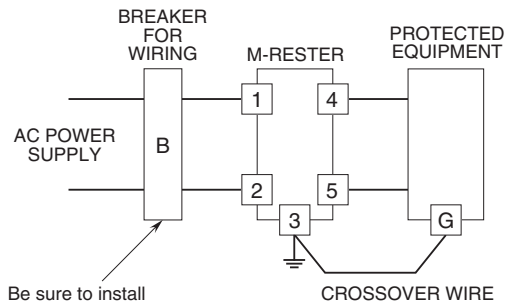 BREAKER
FOR
WIRING
M-RESTER
PROTECTED
EQUIPMENT
1
4
AC POWER
SUPPLY
B
2
5
3
G
Be sure to install
CROSSOVER WIRE